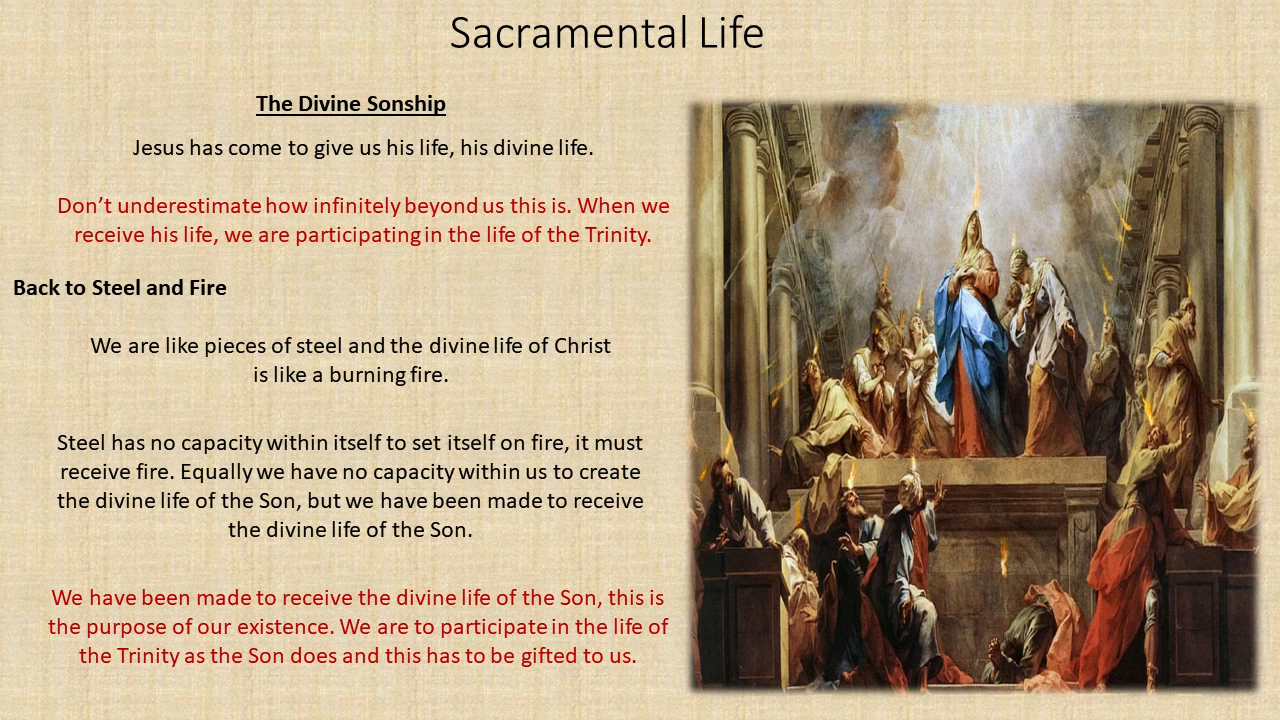 Sacramental Life
The Divine Sonship
Jesus has come to give us his life, his divine life.
Don’t underestimate how infinitely beyond us this is. When we
receive his life, we are participating in the life of the Trinity.
Back to Steel and Fire
We are like pieces of steel and the divine life of Christ
is like a burning fire.
Steel has no capacity within itself to set itself on fire, it must
receive fire. Equally we have no capacity within us to create
the divine life of the Son, but we have been made to receive
the divine life of the Son.
We have been made to receive the divine life of the Son, this is
the purpose of our existence. We are to participate in the life of
the Trinity as the Son does and this has to be gifted to us.